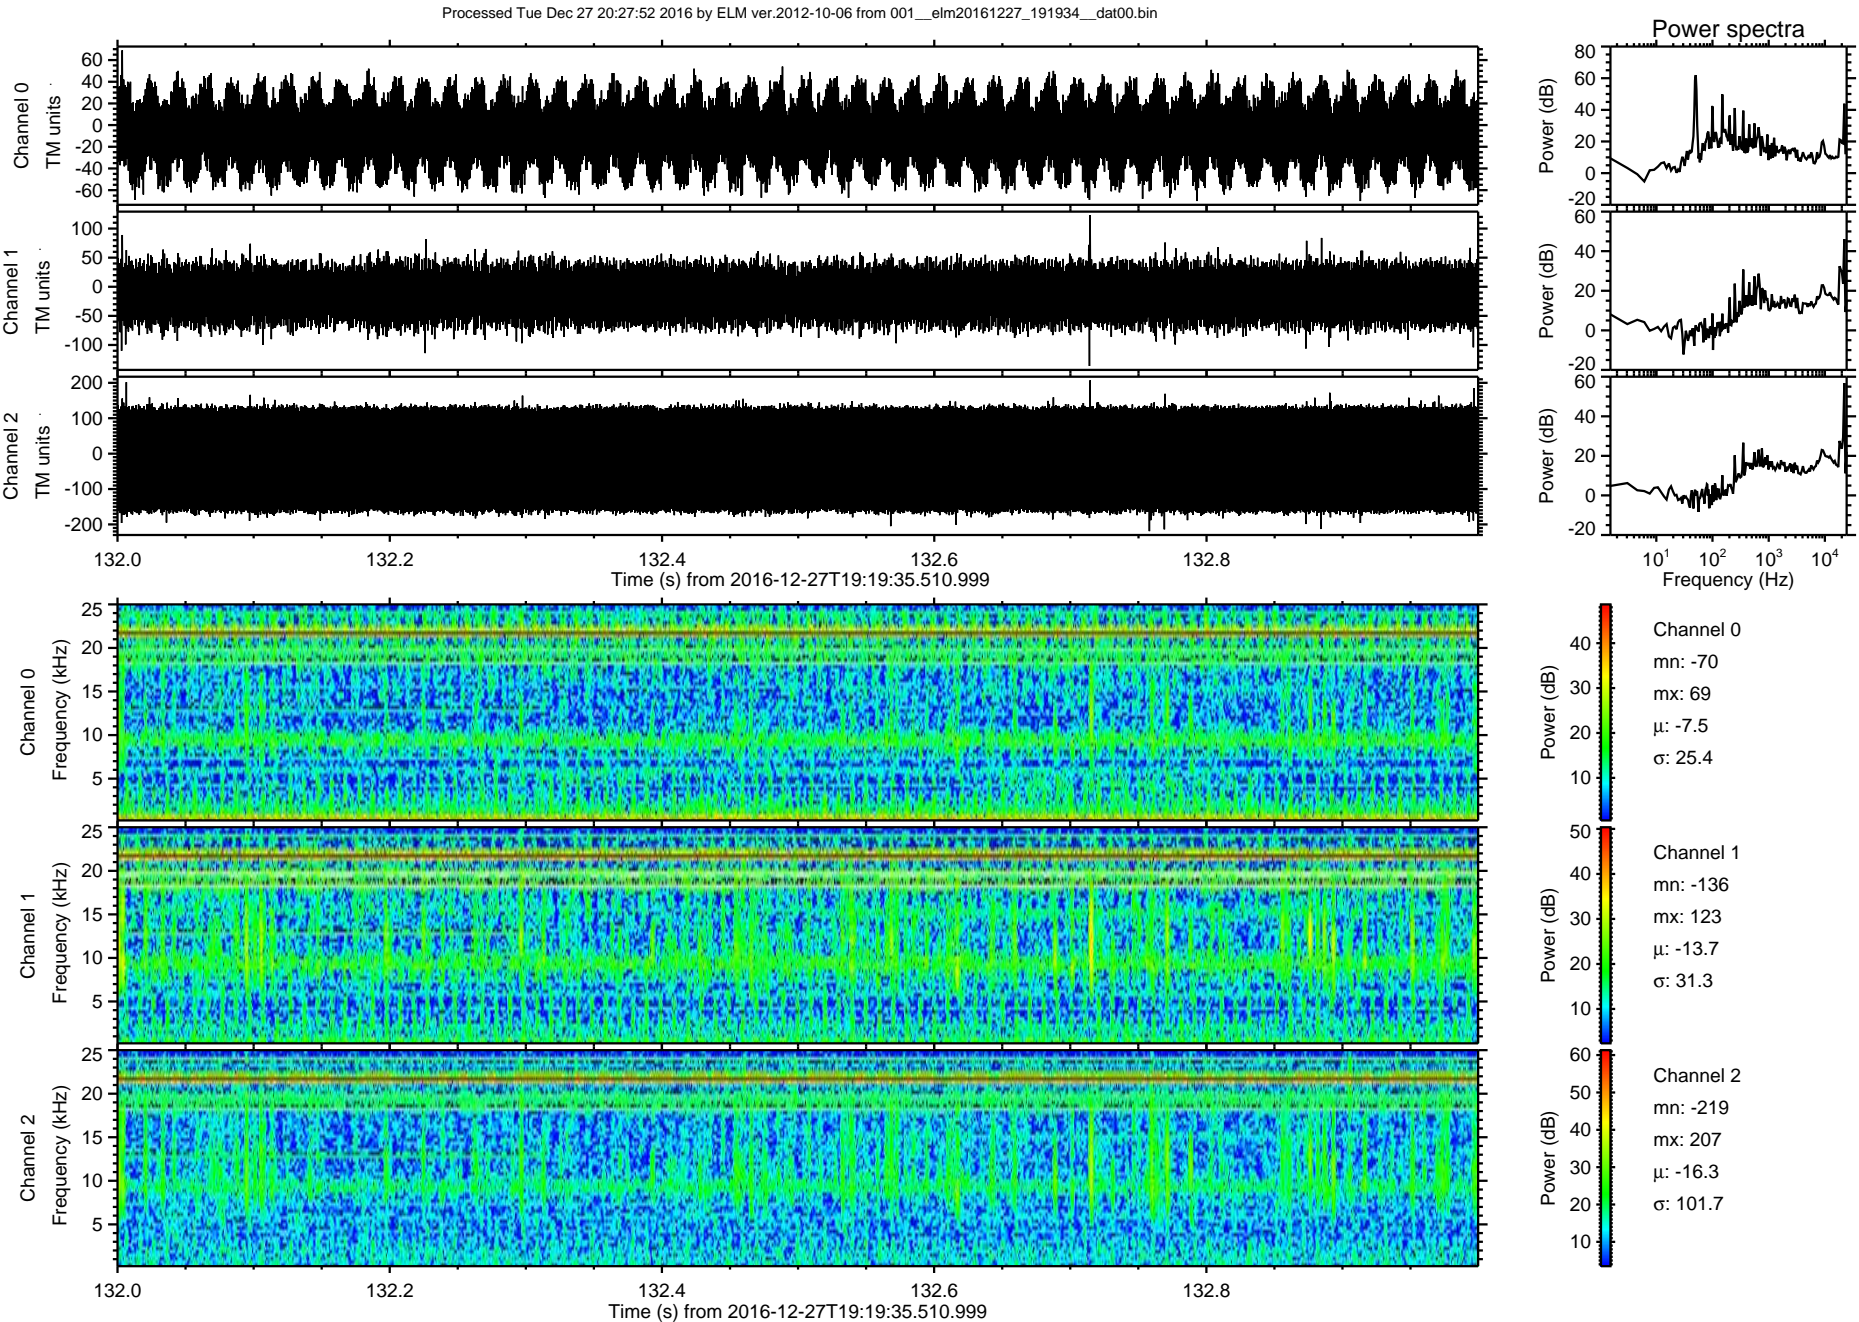 Processed Tue Dec 27 20:27:52 2016 by ELM ver.2012-10-06 from 001__elm20161227_191934__dat00.bin
Power spectra
Channel 0
TM units
60
40
20
0
-20
-40
-60
Power (dB)
80
60
40
20
0
-20
Channel 1
TM units
100
50
0
-50
-100
Power (dB)
60
40
20
0
-20
Channel 2
TM units
200
100
0
-100
-200
Power (dB)
60
40
20
0
-20
132.0 132.2 132.4 132.6 132.8
Time (s) from 2016-12-27T19:19:35.510.999
10¹ 10² 10³ 10⁴
Frequency (Hz)
Channel 0
Frequency (kHz)
25
20
15
10
5
Power (dB)
40
30
20
10
Channel 0
mn: -70
mx: 69
μ: -7.5
σ: 25.4
Channel 1
Frequency (kHz)
25
20
15
10
5
Power (dB)
50
40
30
20
10
Channel 1
mn: -136
mx: 123
μ: -13.7
σ: 31.3
Channel 2
Frequency (kHz)
25
20
15
10
5
Power (dB)
60
50
40
30
20
10
Channel 2
mn: -219
mx: 207
μ: -16.3
σ: 101.7
132.0 132.2 132.4 132.6 132.8
Time (s) from 2016-12-27T19:19:35.510.999